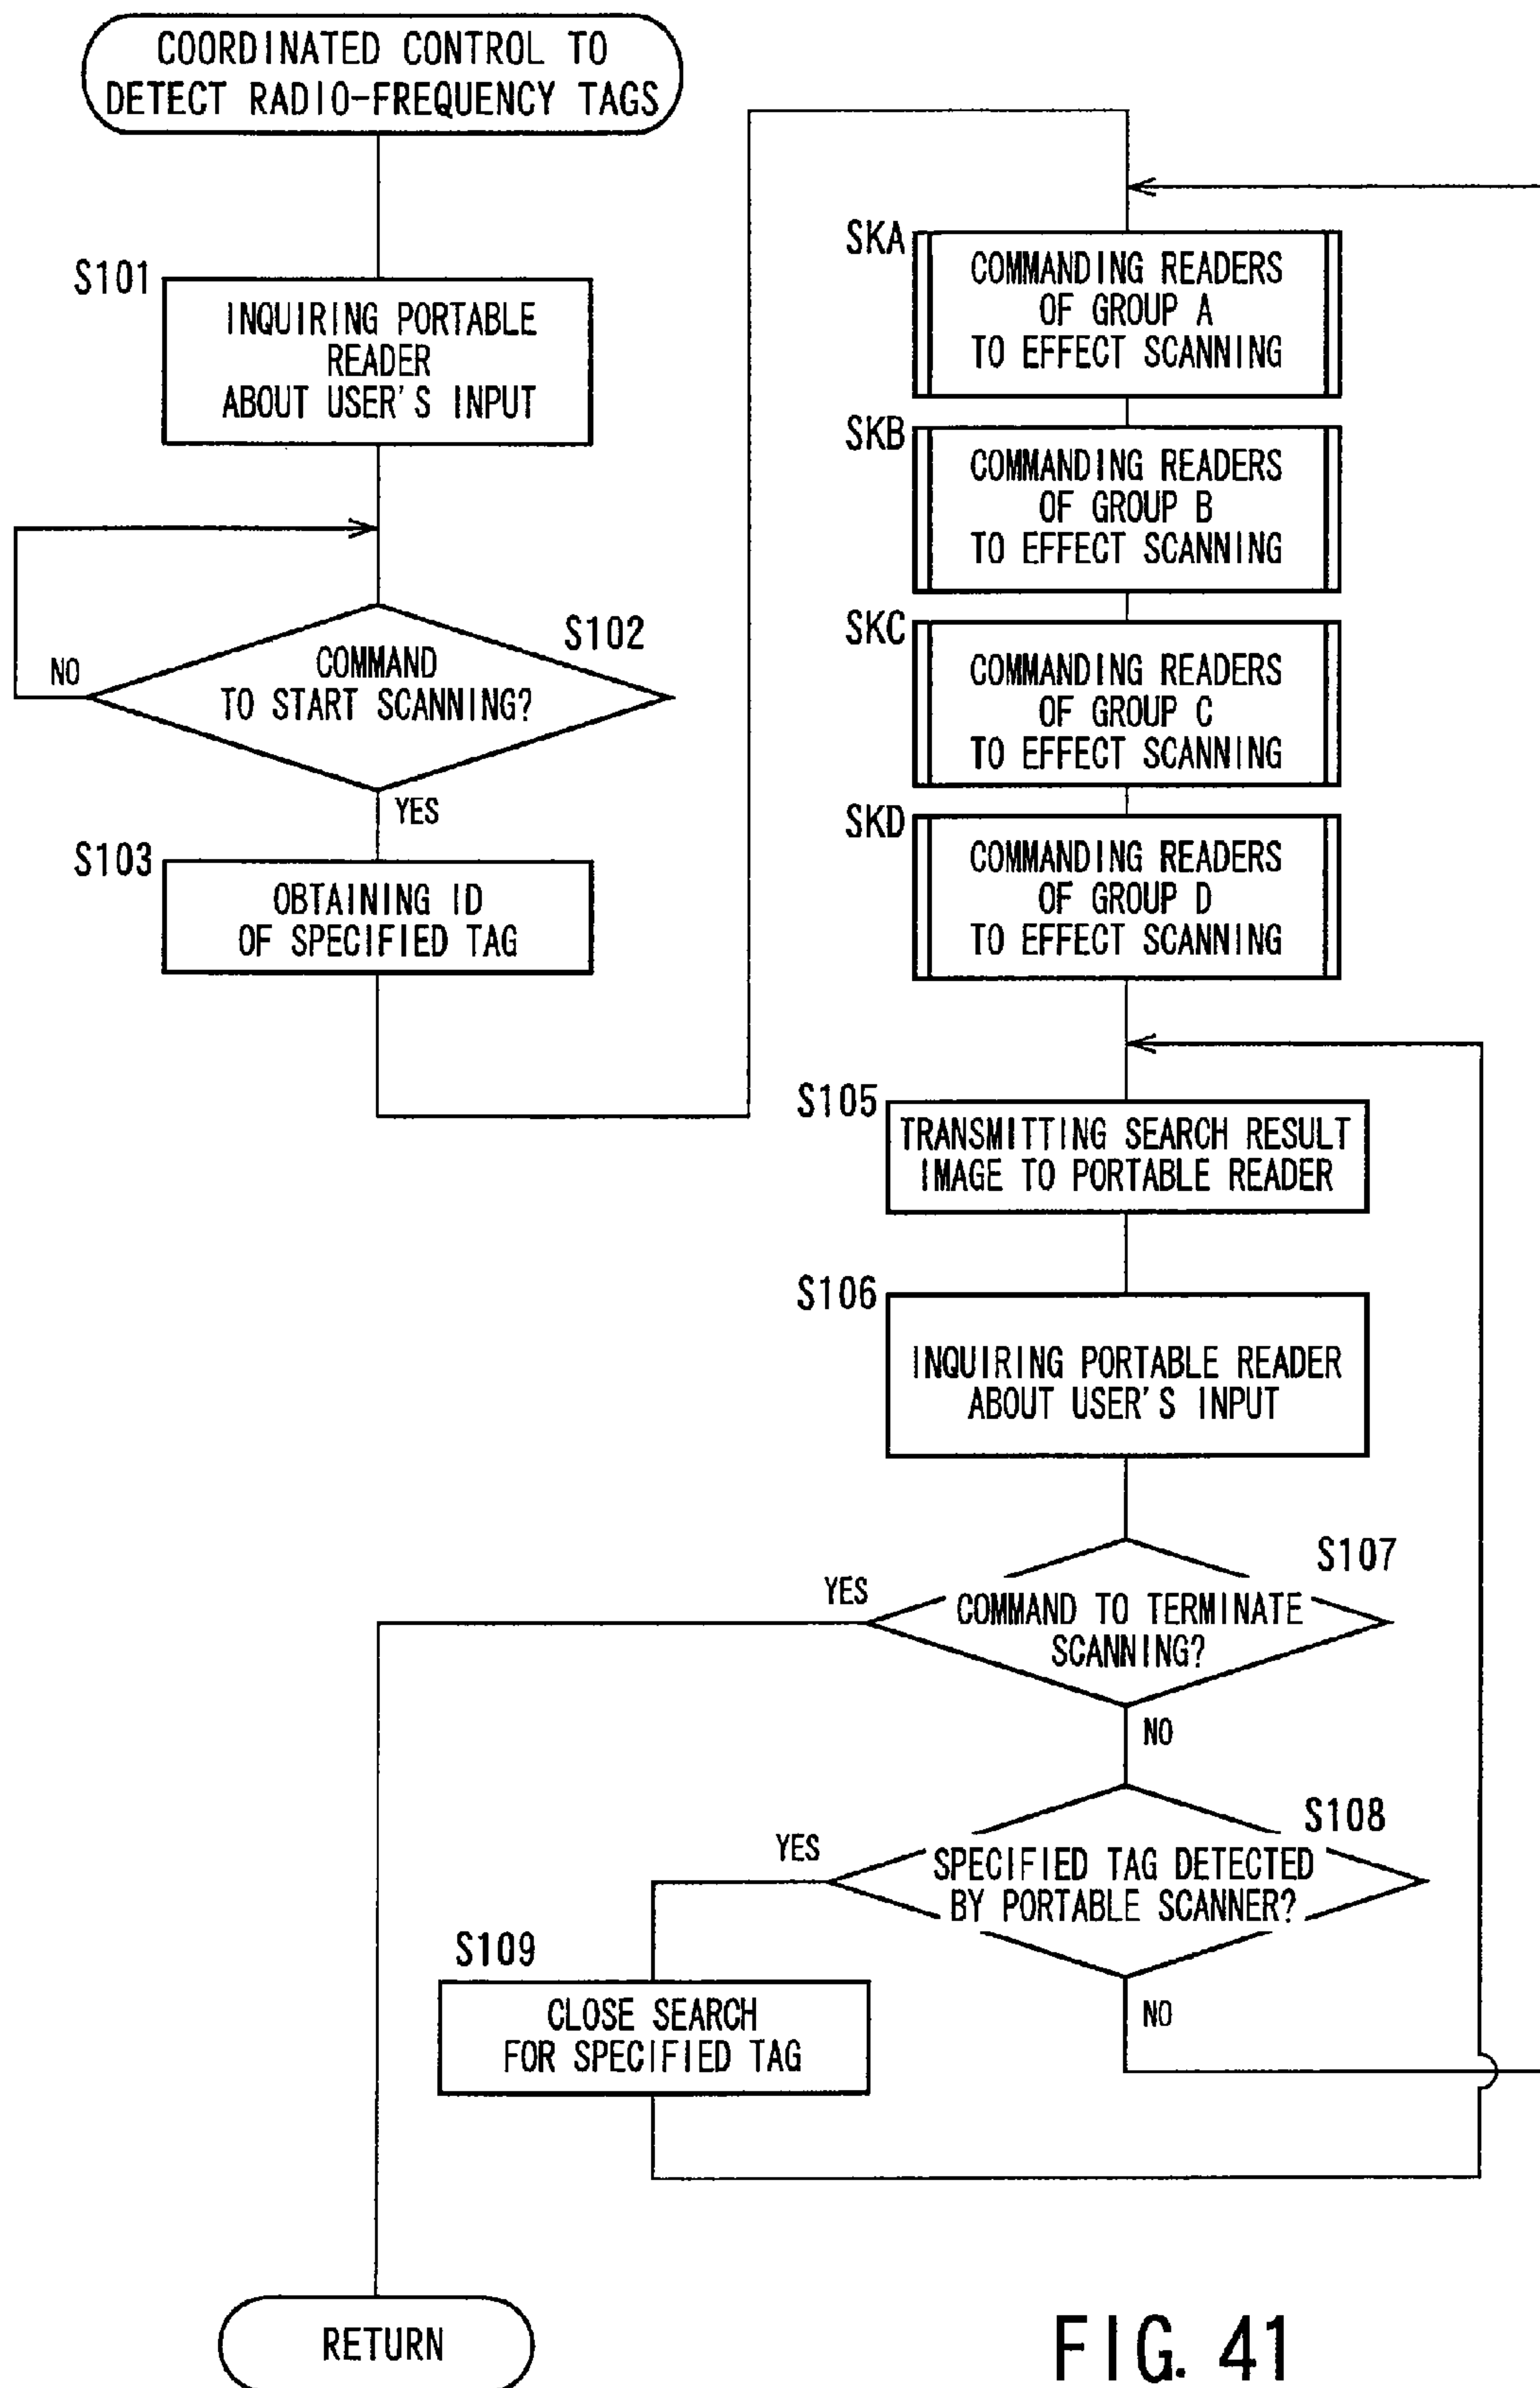 COORDINATED CONTROL TO
DETECT RADIO-FREQUENCY TAGS
S101
INQUIRING PORTABLE
READER
ABOUT USER'S INPUT
S102
COMMAND
TO START SCANNING?
NO
YES
S103
OBTAINING ID
OF SPECIFIED TAG
SKA
COMMANDING READERS
OF GROUP A
TO EFFECT SCANNING
SKB
COMMANDING READERS
OF GROUP B
TO EFFECT SCANNING
SKC
COMMANDING READERS
OF GROUP C
TO EFFECT SCANNING
SKD
COMMANDING READERS
OF GROUP D
TO EFFECT SCANNING
S105
TRANSMITTING SEARCH RESULT
IMAGE TO PORTABLE READER
S106
INQUIRING PORTABLE READER
ABOUT USER'S INPUT
S107
YES
COMMAND TO TERMINATE
SCANNING?
NO
S108
YES
SPECIFIED TAG DETECTED
BY PORTABLE SCANNER?
NO
S109
CLOSE SEARCH
FOR SPECIFIED TAG
RETURN
FIG. 41